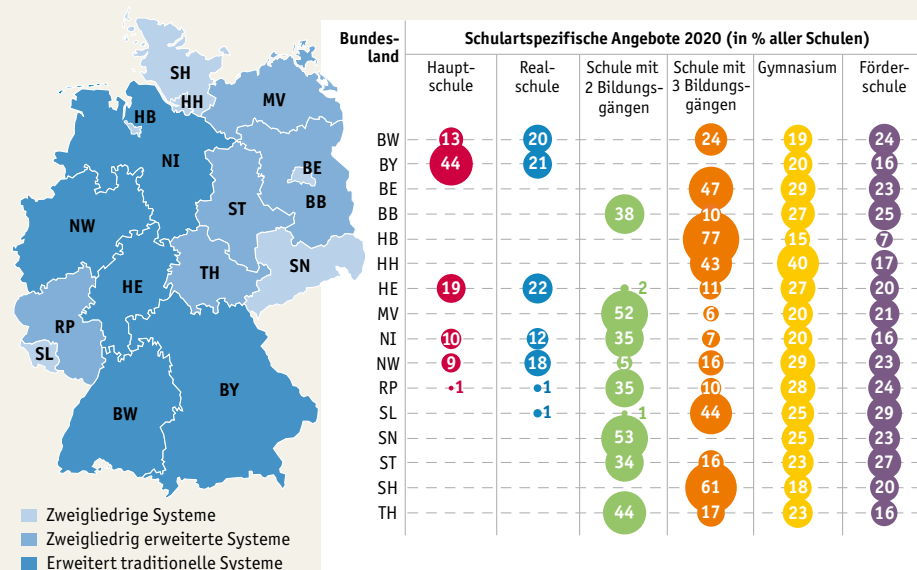 SH
HH
MV
HB
NI
BE
BB
ST
NW
SN
TH
HE
RP
SL
BY
BW
Zweigliedrige Systeme
Zweigliedrig erweiterte Systeme
Erweitert traditionelle Systeme
Bundes-
land
Schulartspezifische Angebote 2020 (in % aller Schulen)
Haupt-
schule
Real-
schule
Schule mit
2 Bildungs-
gängen
Schule mit
3 Bildungs-
gängen
Gymnasium
Förder-
schule
BW 13 20 24 19 24
BY 44 21 20 16
BE 47 29 23
BB 38 10 27 25
HB 77 15 7
HH 43 40 17
HE 19 22 2 11 27 20
MV 52 6 20 21
NI 10 12 35 7 20 16
NW 9 18 5 16 29 23
RP 1 1 35 10 28 24
SL 1 1 44 25 29
SN 53 25 23
ST 34 16 23 27
SH 61 18 20
TH 44 17 23 16